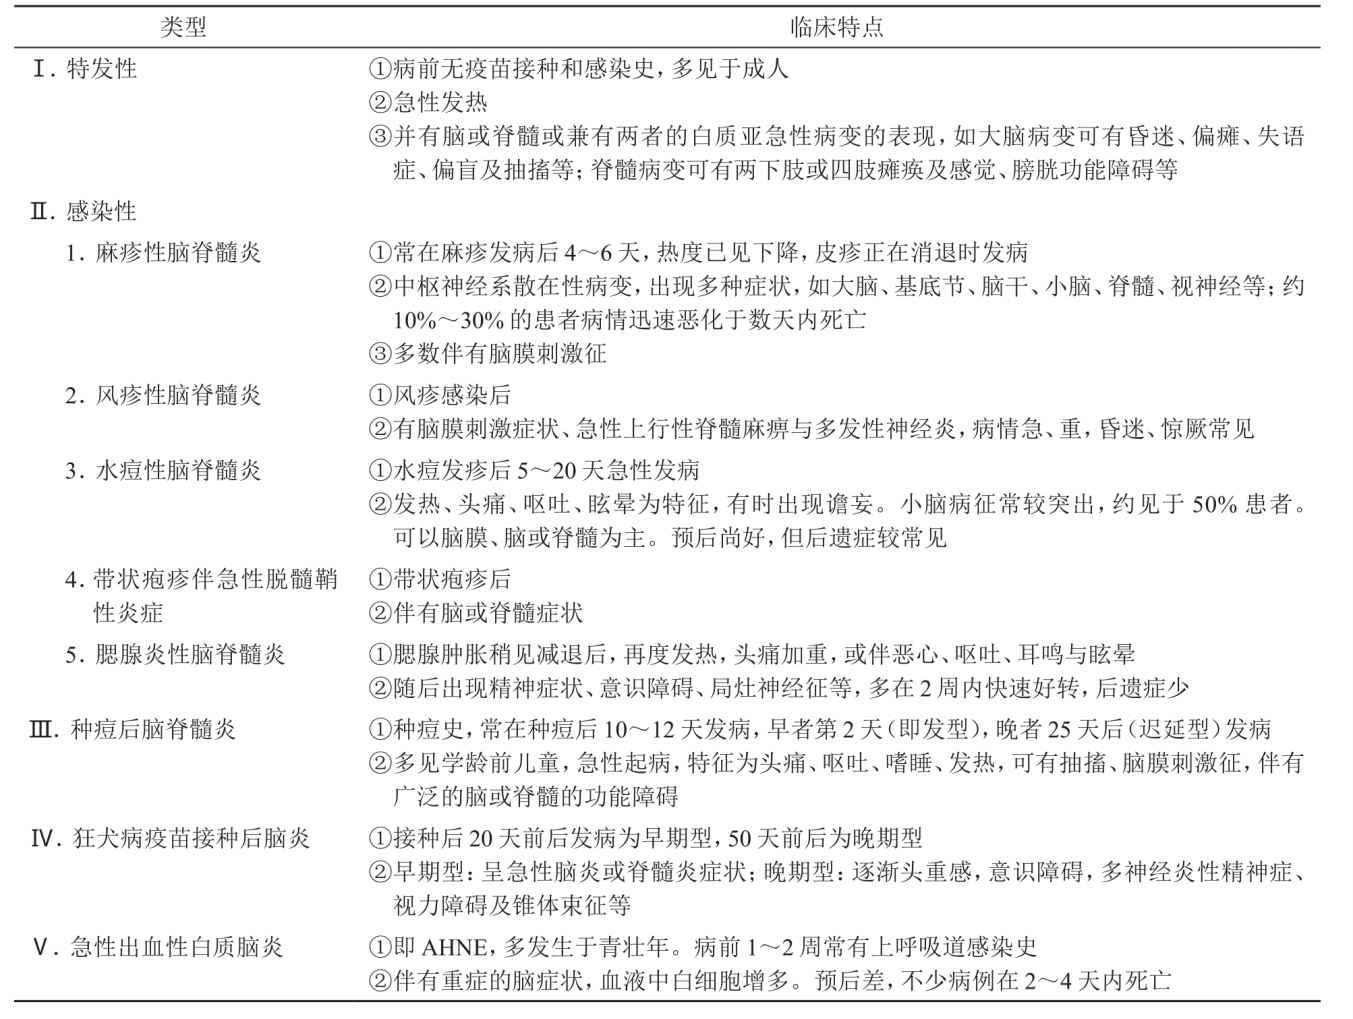 类型 临床特点
Ⅰ. 特发性 ①病前无疫苗接种和感染史，多见于成人
②急性发热
③并有脑或脊髓或兼有两者的白质亚急性病变的表现，如大脑病变可有昏迷、偏瘫、失语
症、偏盲及抽搐等；脊髓病变可有两下肢或四肢瘫痪及感觉、膀胱功能障碍等
Ⅱ. 感染性
1. 麻疹性脑脊髓炎 ①常在麻疹发病后 4～6 天，热度已见下降，皮疹正在消退时发病
②中枢神经系散在性病变，出现多种症状，如大脑、基底节、脑干、小脑、脊髓、视神经等；约
10%～30% 的患者病情迅速恶化于数天内死亡
③多数伴有脑膜刺激征
2. 风疹性脑脊髓炎 ①风疹感染后
②有脑膜刺激症状、急性上行性脊髓麻痹与多发性神经炎，病情急、重，昏迷、惊厥常见
3. 水痘性脑脊髓炎 ①水痘发疹后 5～20 天急性发病
②发热、头痛、呕吐、眩晕为特征，有时出现谵妄。小脑病征常较突出，约见于 50% 患者。
可以脑膜、脑或脊髓为主。预后尚好，但后遗症较常见
4. 带状疱疹伴急性脱髓鞘 ①带状疱疹后
性炎症 ②伴有脑或脊髓症状
5. 腮腺炎性脑脊髓炎 ①腮腺肿胀稍见减退后，再度发热，头痛加重，或伴恶心、呕吐、耳鸣与眩晕
②随后出现精神症状、意识障碍、局灶神经征等，多在 2 周内快速好转，后遗症少
Ⅲ. 种痘后脑脊髓炎 ①种痘史，常在种痘后 10～12 天发病，早者第 2 天（即发型），晚者 25 天后（迟延型）发病
②多见学龄前儿童，急性起病，特征为头痛、呕吐、嗜睡、发热，可有抽搐、脑膜刺激征，伴有
广泛的脑或脊髓的功能障碍
Ⅳ. 狂犬病疫苗接种后脑炎 ①接种后 20 天前后发病为早期型，50 天前后为晚期型
②早期型：呈急性脑炎或脊髓炎症状；晚期型：逐渐头重感，意识障碍，多神经炎性精神症、
视力障碍及锥体束征等
Ⅴ. 急性出血性白质脑炎 ①即 AHNE，多发生于青壮年。病前 1～2 周常有上呼吸道感染史
②伴有重症的脑症状，血液中白细胞增多。预后差，不少病例在 2～4 天内死亡